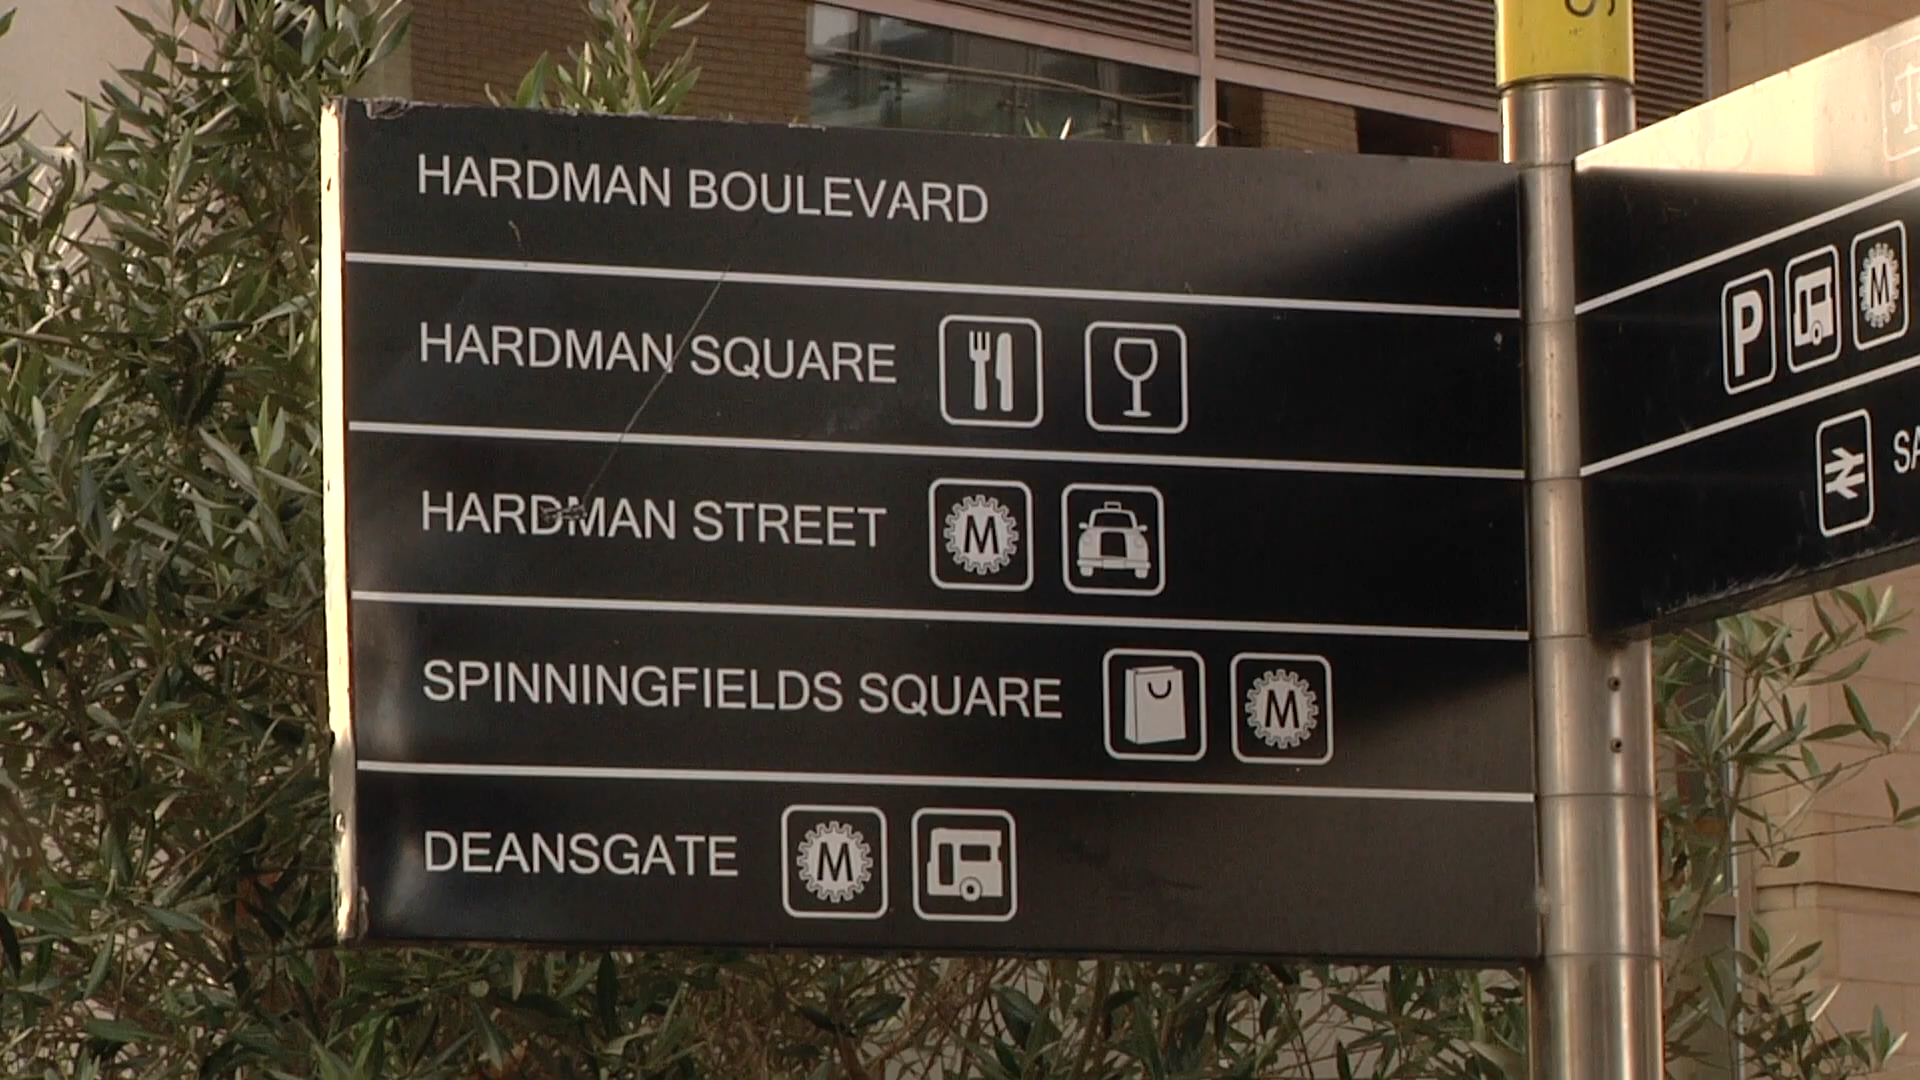 HARDMAN BOULEVARD
HARDMAN SQUARE
HARDMAN STREET M
SPINNINGFIELDS SQUARE M
DEANSGATE M
P M